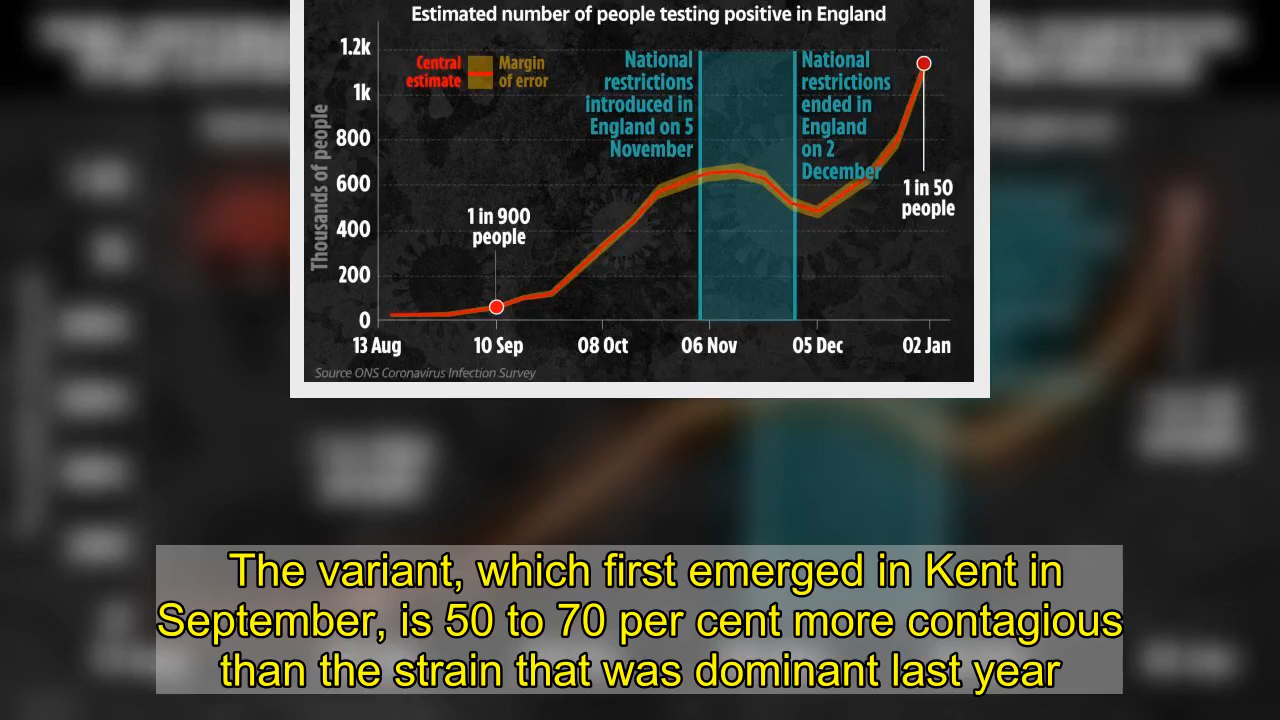 Estimated number of people testing positive in England
1.2k
1k
800
600
400
200
0
Thousands of people
Central
estimate
Margin
of error
National
restrictions
introduced in
England on 5
November
National
restrictions
ended in
England
on 2
December
1 in 900
people
1 in 50
people
13 Aug
10 Sep
08 Oct
06 Nov
05 Dec
02 Jan
Source ONS Coronavirus Infection Survey
The variant, which first emerged in Kent in
September, is 50 to 70 per cent more contagious
than the strain that was dominant last year